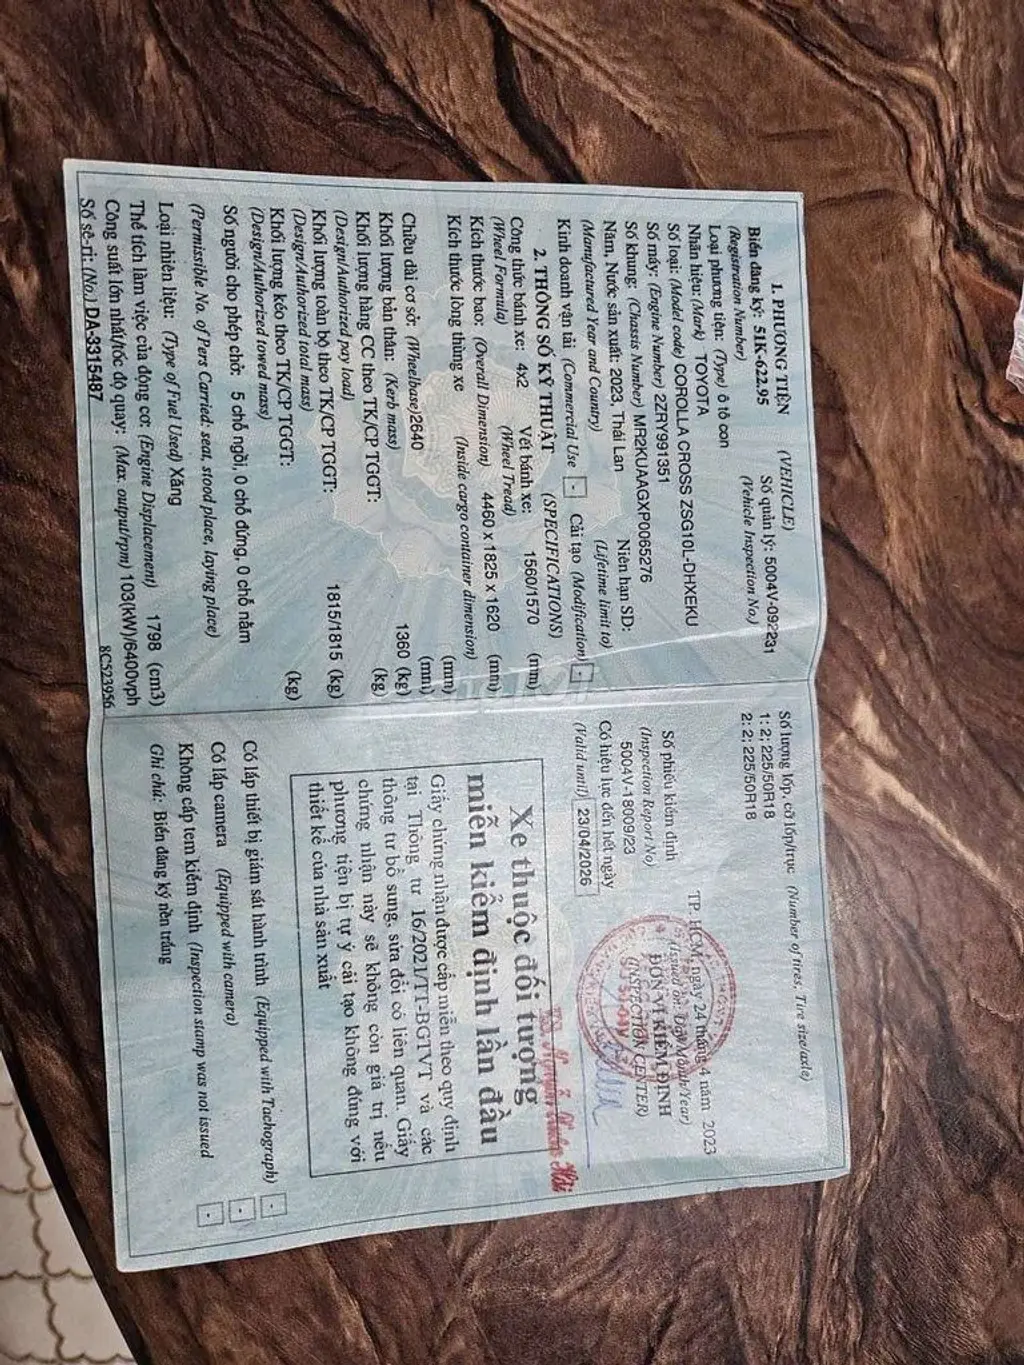 1. PHƯƠNG TIỆN (VEHICLE)
Biển đăng ký: 51K-622.95 Số quản lý: 5004V-092231
(Registration Number) (Vehicle Inspection No.)
Loại phương tiện: (Type) ô tô con
Nhãn hiệu: (Mark) TOYOTA
Số loại: (Model code) COROLLA CROSS ZSG10L-DHXEKU
Số máy: (Engine Number) 2ZRY991351
Số khung: (Chassis Number) MR2KUAAGXP0065276
Năm, Nước sản xuất: 2023, Thái Lan Niên hạn SD:
(Manufactured Year and Country) (Lifetime limit to)
Kinh doanh vận tải (Commercial Use) - Cải tạo (Modification) -
2. THÔNG SỐ KỸ THUẬT (SPECIFICATIONS)
Công thức bánh xe: 4x2 Vết bánh xe: 1560/1570 (mm)
(Wheel Formula) (Wheel Tread)
Kích thước bao: (Overall Dimension) 4460 x 1825 x 1620 (mm)
Kích thước lòng thùng xe (Inside cargo container dimension)
(mm)
Chiều dài cơ sở: (Wheelbase) 2640 (mm)
Khối lượng bản thân: (Kerb mass) 1360 (kg)
Khối lượng hàng CC theo TK/CP TGGT: (kg)
(Design/Authorized pay load)
Khối lượng toàn bộ theo TK/CP TGGT: 1815/1815 (kg)
(Design/Authorized total mass)
Khối lượng kéo theo TK/CP TGGT: (kg)
(Design/Authorized towed mass)
Số người cho phép chở: 5 chỗ ngồi, 0 chỗ đứng, 0 chỗ nằm
(Permissible No. of Pers Carried: seat, stood place, laying place)
Loại nhiên liệu: (Type of Fuel Used) Xăng
Thể tích làm việc của động cơ: (Engine Displacement) 1798 (cm3)
Công suất lớn nhất/tốc độ quay: (Max. output/rpm) 103(kW)/6400vph
Số sê-ri: (No.) DA-3315487 8C523956
Số lượng lốp, cỡ lốp/trục (Number of tires, Tire size/axle)
1: 2; 225/50R18
2: 2; 225/50R18
TP. HCM, ngày 24 tháng 4 năm 2023
(Issued on: Day/Month/Year)
Số phiếu kiểm định ĐƠN VỊ KIỂM ĐỊNH
(Inspection Report No) (INSPECTION CENTER)
5004V-18009/23
Có hiệu lực đến hết ngày
(Valid until) 23/04/2026
Xe thuộc đối tượng
miễn kiểm định lần đầu
Giấy chứng nhận được cấp miễn theo quy định
tại Thông tư 16/2021/TT-BGTVT và các
thông tư bổ sung, sửa đổi có liên quan. Giấy
chứng nhận này sẽ không còn giá trị nếu
phương tiện bị tự ý cải tạo không đúng với
thiết kế của nhà sản xuất
Có lắp thiết bị giám sát hành trình (Equipped with Tachograph) -
Có lắp camera (Equipped with camera) -
Không cấp tem kiểm định (Inspection stamp was not issued -
Ghi chú: Biển đăng ký nền trắng